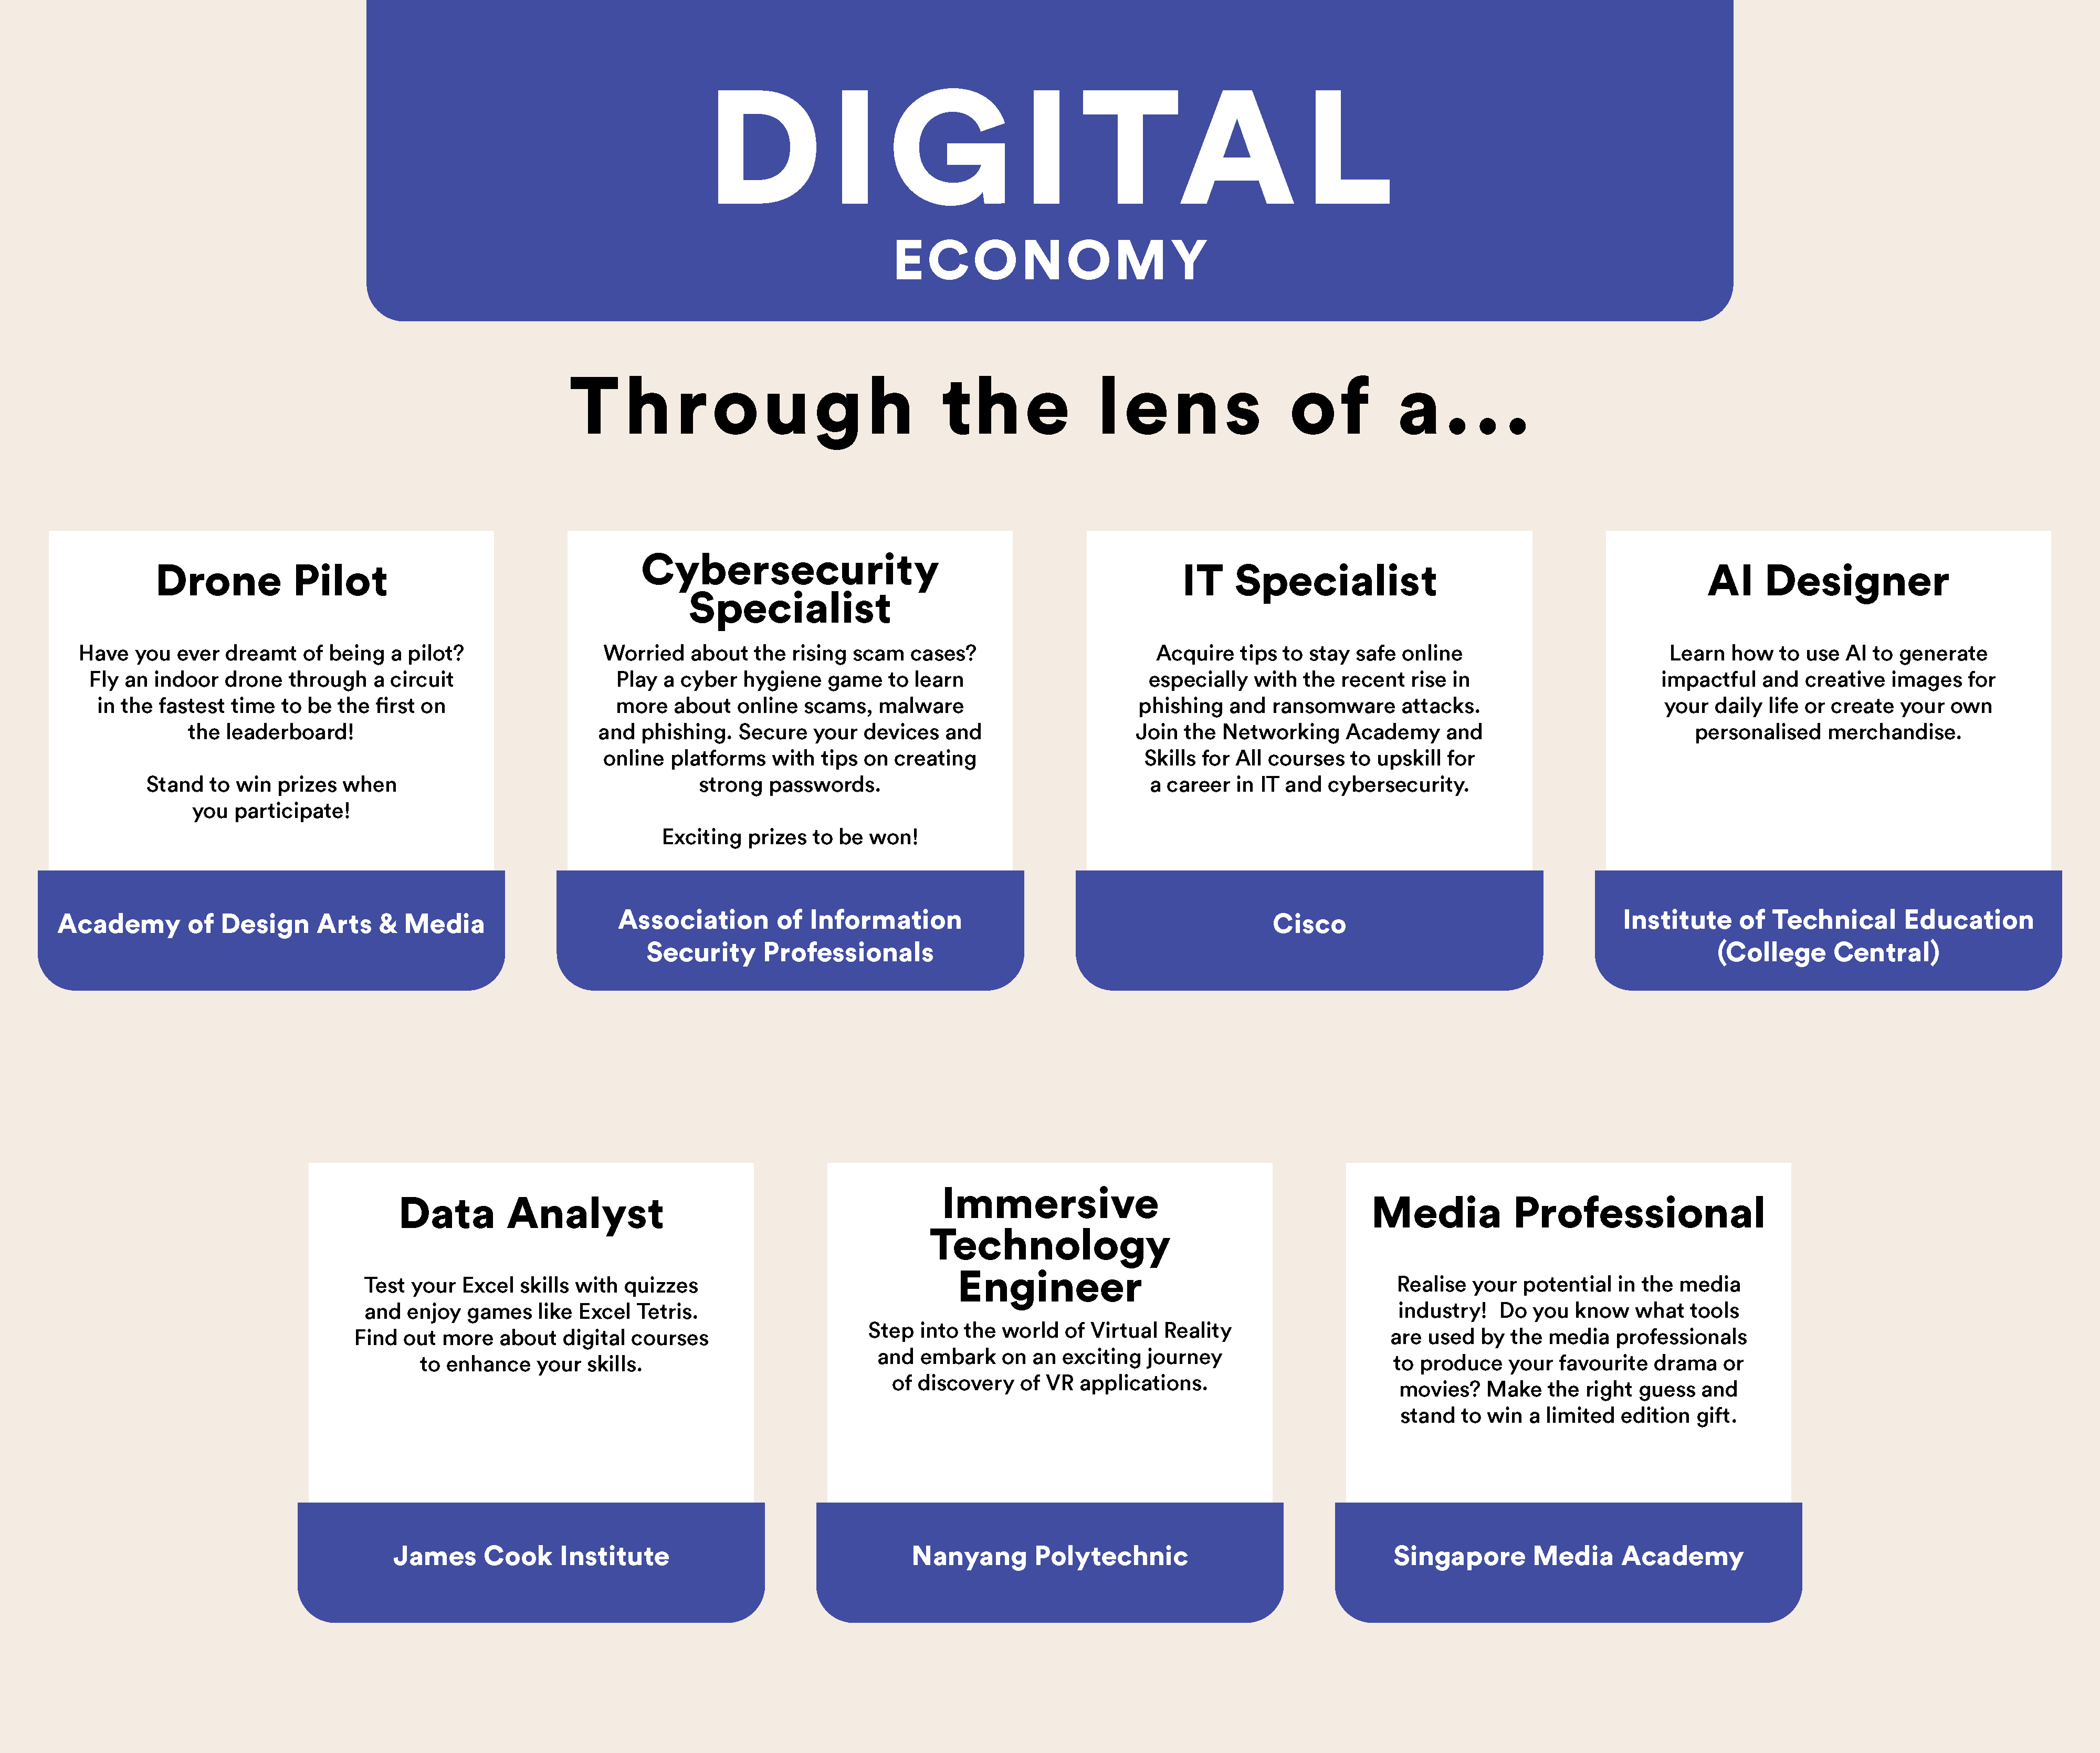 DIGITAL
ECONOMY
Through the lens of a...
Drone Pilot
Have you ever dreamt of being a pilot?
Fly an indoor drone through a circuit
in the fastest time to be the first on
the leaderboard!
Stand to win prizes when
you participate!
Academy of Design Arts & Media
Cybersecurity
Specialist
Worried about the rising scam cases?
Play a cyber hygiene game to learn
more about online scams, malware
and phishing. Secure your devices and
online platforms with tips on creating
strong passwords.
Exciting prizes to be won!
Association of Information
Security Professionals
IT Specialist
Acquire tips to stay safe online
especially with the recent rise in
phishing and ransomware attacks.
Join the Networking Academy and
Skills for All courses to upskill for
a career in IT and cybersecurity.
Cisco
AI Designer
Learn how to use AI to generate
impactful and creative images for
your daily life or create your own
personalised merchandise.
Institute of Technical Education
(College Central)
Data Analyst
Test your Excel skills with quizzes
and enjoy games like Excel Tetris.
Find out more about digital courses
to enhance your skills.
James Cook Institute
Immersive
Technology
Engineer
Step into the world of Virtual Reality
and embark on an exciting journey
of discovery of VR applications.
Nanyang Polytechnic
Media Professional
Realise your potential in the media
industry!  Do you know what tools
are used by the media professionals
to produce your favourite drama or
movies? Make the right guess and
stand to win a limited edition gift.
Singapore Media Academy